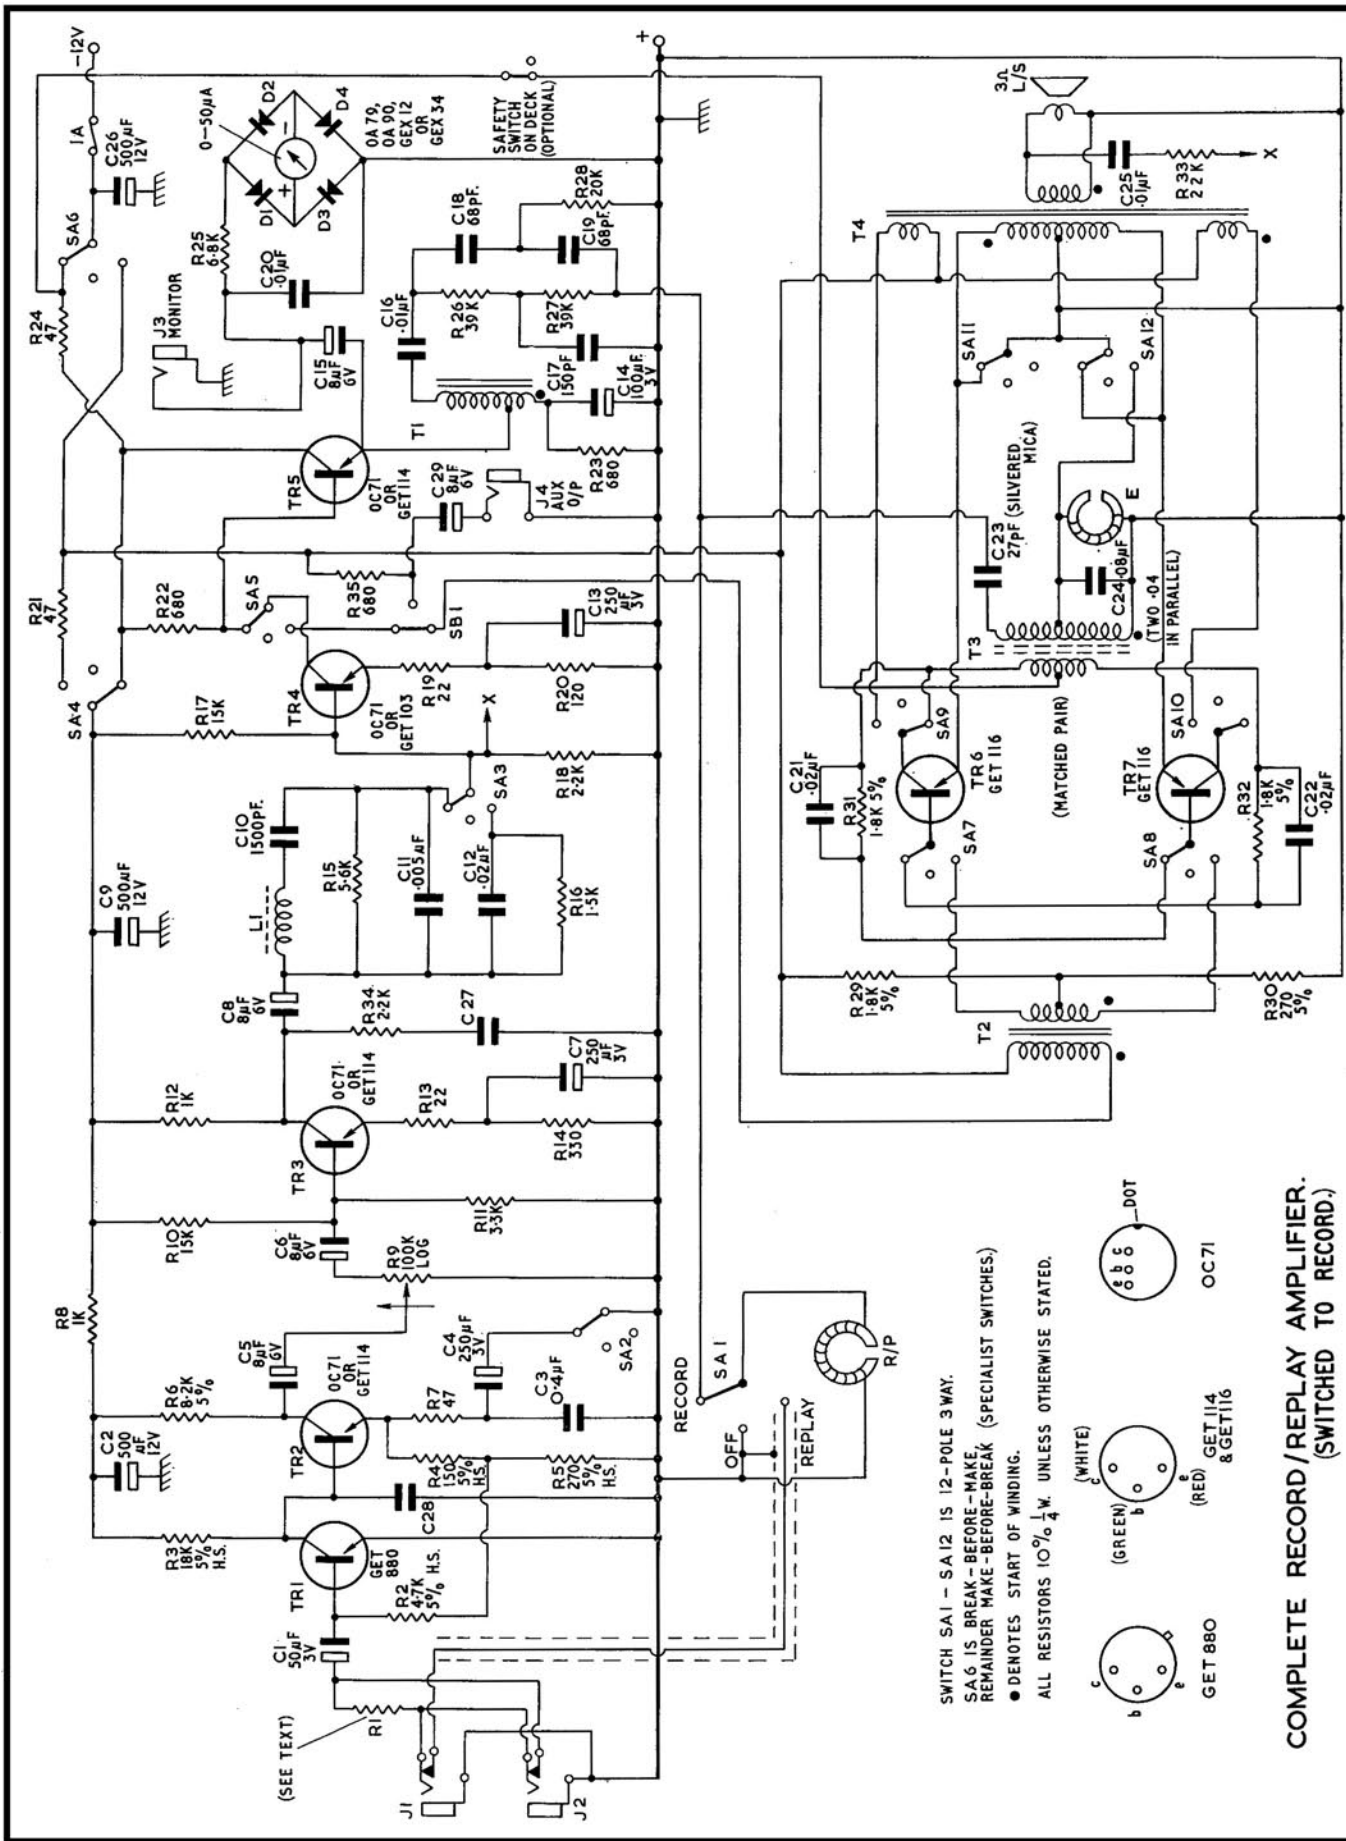 -12V
1A
C26
500µF
12V
SA6
R24
47
J3
MONITOR
R25
6.8K
C20
.01µF
0—50µA
D2
D4
D1
D3
+
−
OA 79,
OA 90,
GEX 12
OR
GEX 34
C15
8µF
6V
TR5
OC71
OR
GET114
T1
C16
.01µF
C18
68PF.
R26
39K
R27
39K
C19
68PF.
R28
20K
C17
150PF
C14
100µF
3V
R23
680
SAFETY
SWITCH
ON DECK
(OPTIONAL)
+
R21
47
R22
680
SA5
R35
680
C29
8µF
6V
J4
AUX
O/P
SB1
SA4
R17
15K
TR4
OC71
OR
GET103
R19
22
R20
120
C13
250
µF
3V
X
R18
2.2K
SA3
C9
500µF
12V
C10
1500PF.
L1
R15
5.6K
C11
.005µF
C12
.02µF
R16
1.5K
C8
8µF
6V
R34
2.2K
C27
R12
1K
TR3
OC71
OR
GET114
R13
22
R14
330
C7
250
µF
3V
R10
15K
C6
8µF
6V
R11
3.3K
R9
100K
LOG
R8
1K
C5
8µF
6V
R6
8.2K
5%
C2
500
µF
12V
TR2
OC71
OR
GET114
R7
47
C4
250µF
3V
C3
0.4µF
SA2
R4
150
5%
H.S.
R5
270
5%
H.S.
C28
R3
18K
5%
H.S.
TR1
GET
880
R2
4.7K
5% H.S.
C1
50µF
3V
R1
(SEE TEXT)
J1
J2
RECORD
SA1
OFF
REPLAY
R/P
3Ω
L/S
C25
.01µF
R33
22K
X
T4
SA11
SA12
C23
27PF (SILVERED
MICA)
E
C24 .08µF
(TWO .04
IN PARALLEL)
T3
C21
.02µF
R31
1.8K 5%
SA9
TR6
GET 116
SA7
(MATCHED PAIR)
SA10
TR7
GET116
SA8
R32
1.8K
5%
C22
.02µF
R29
1.8K
5%
R30
270
5%
T2
SWITCH SA1 – SA12 IS 12-POLE 3 WAY.
SA6 IS BREAK-BEFORE-MAKE,
REMAINDER MAKE-BEFORE-BREAK (SPECIALIST SWITCHES.)
● DENOTES START OF WINDING.
ALL RESISTORS 10% ¼W. UNLESS OTHERWISE STATED.
c
b
e
GET 880
(WHITE)
c
(GREEN)
b
e
(RED)
GET114
& GET116
e b c
DOT
OC71
COMPLETE RECORD/REPLAY AMPLIFIER.
(SWITCHED TO RECORD.)